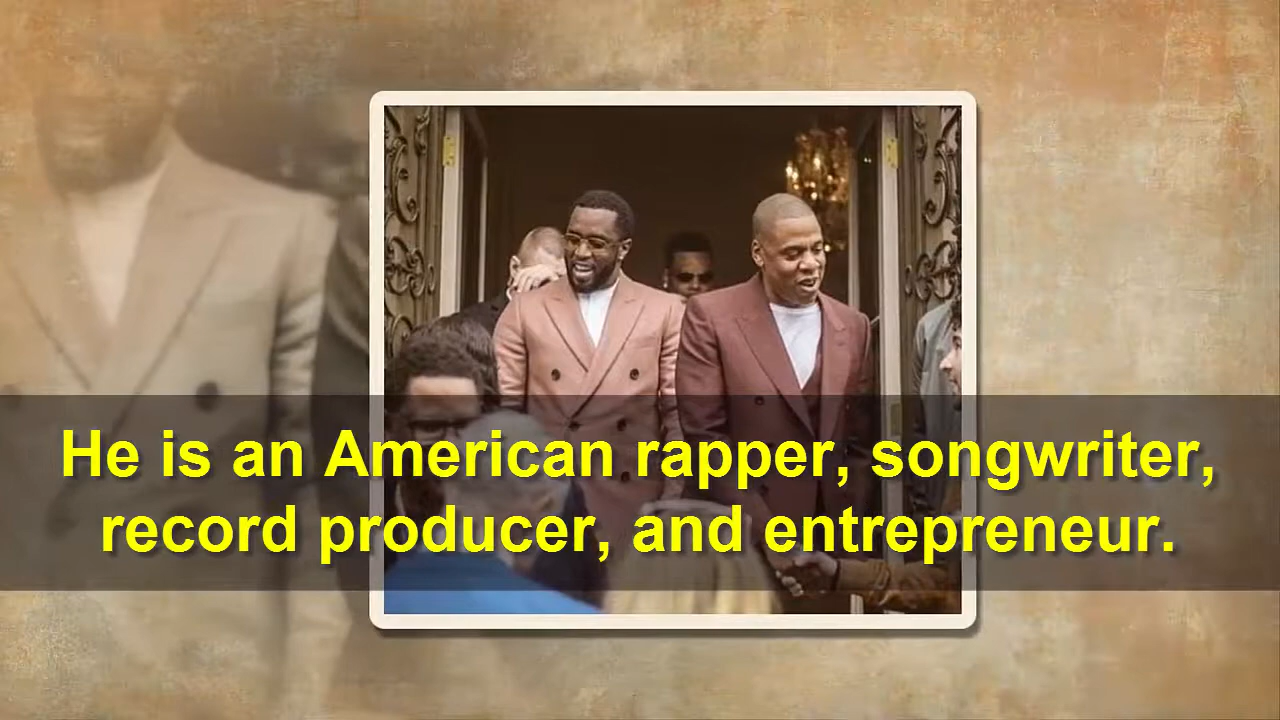 He is an American rapper, songwriter,
record producer, and entrepreneur.